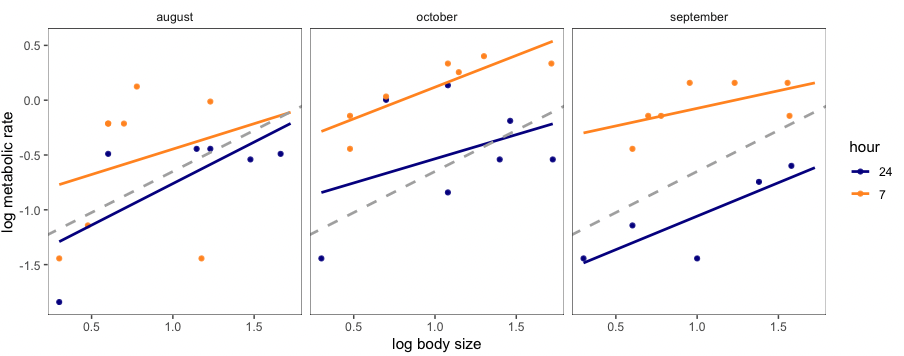 august october september
log metabolic rate
0.5
0.0
-0.5
-1.0
-1.5
0.5 1.0 1.5 0.5 1.0 1.5 0.5 1.0 1.5
log body size
hour
24
7